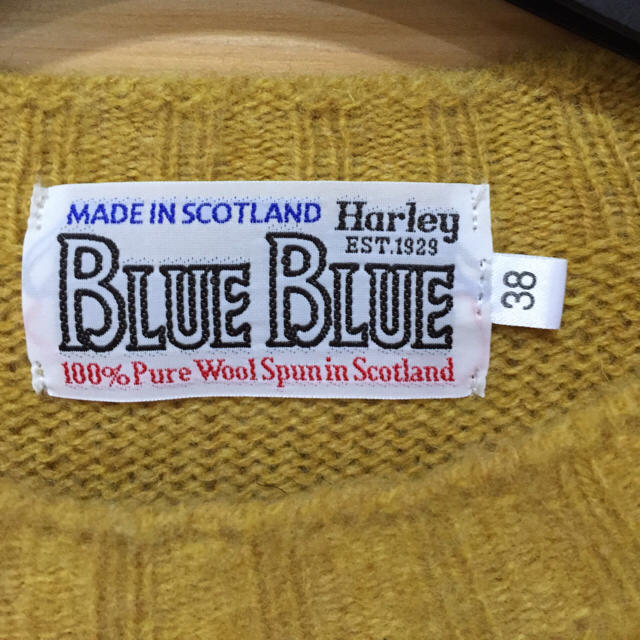 MADE IN SCOTLAND Harley
EST.1929
BLUE BLUE
100% Pure Wool Spun in Scotland
38